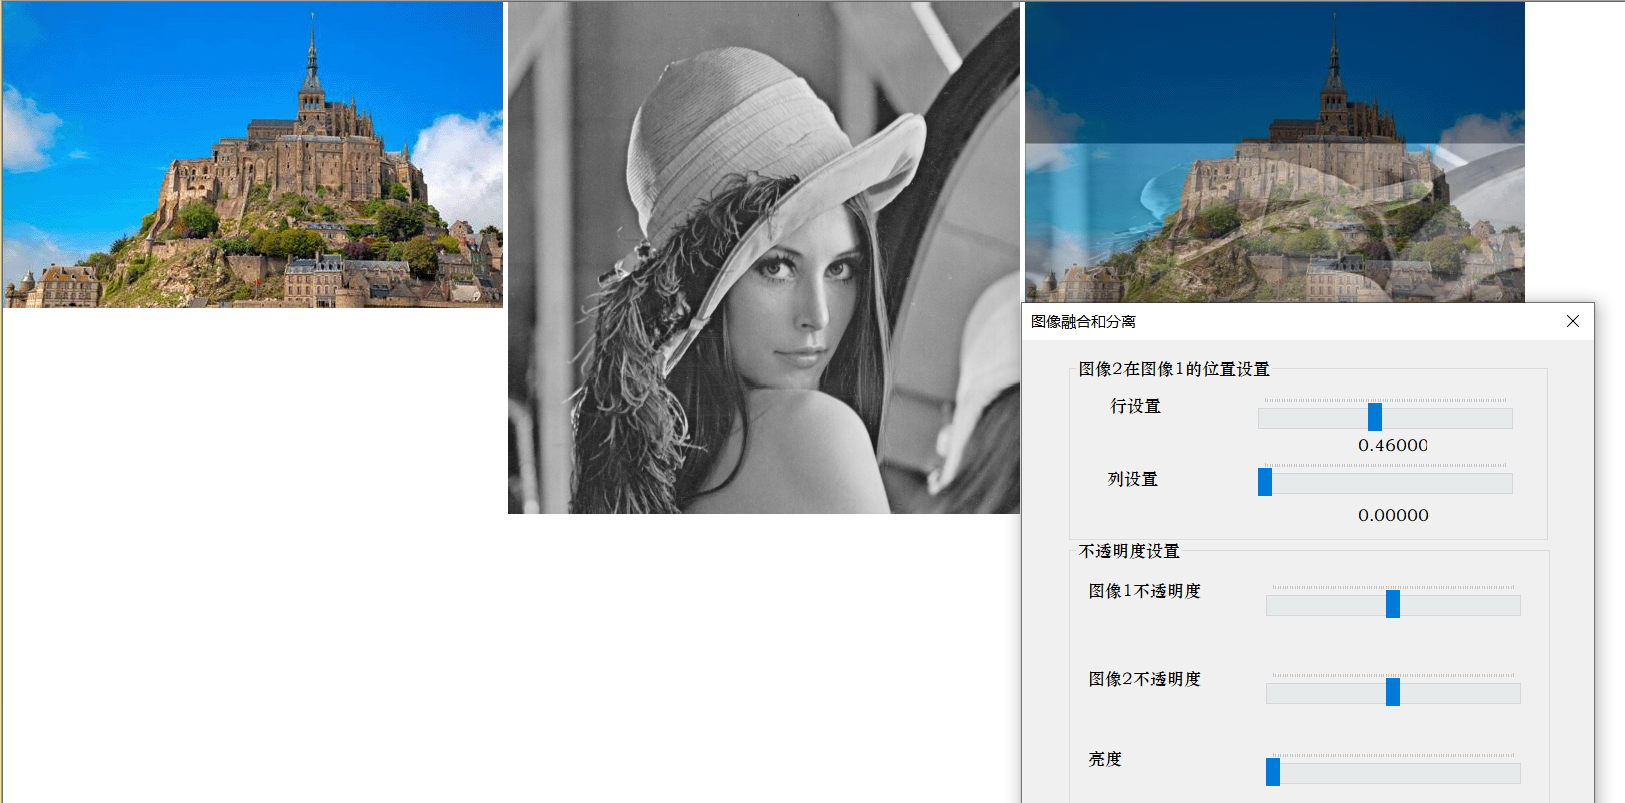 图像融合和分离
图像2在图像1的位置设置
行设置
0.46000
列设置
0.00000
不透明度设置
图像1不透明度
图像2不透明度
亮度